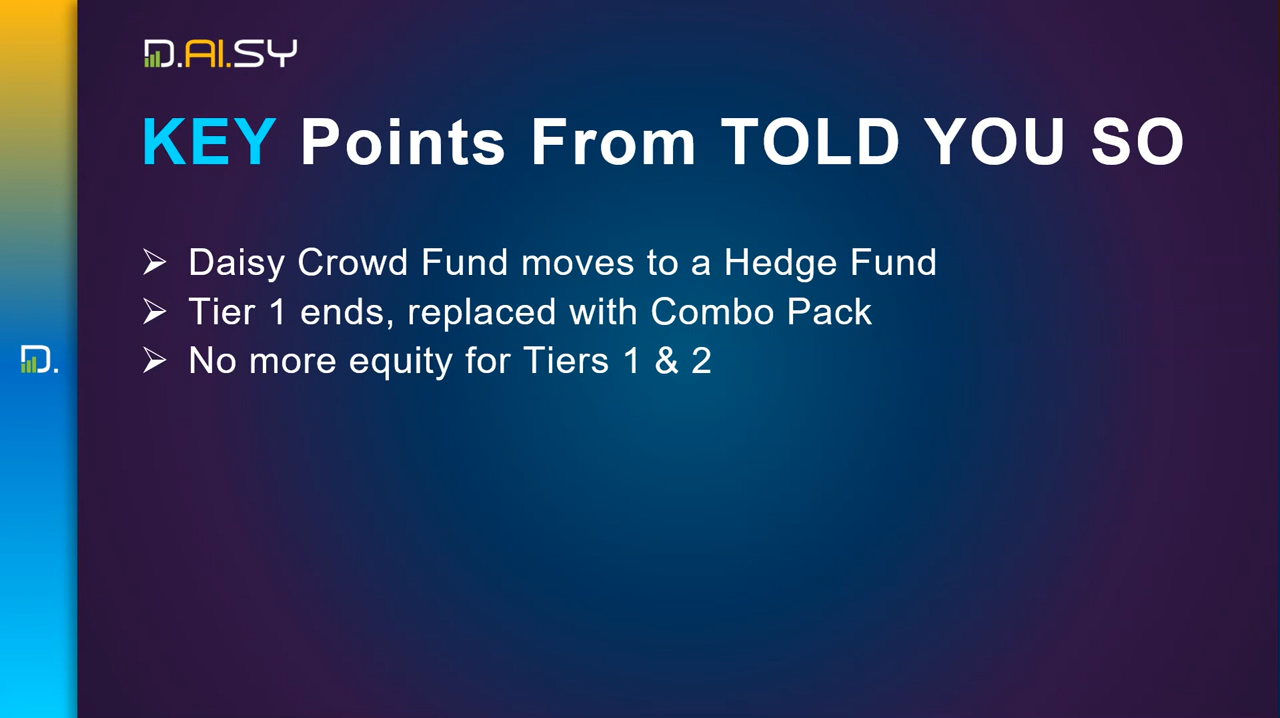 D.AI.SY
KEY Points From TOLD YOU SO
➢ Daisy Crowd Fund moves to a Hedge Fund
➢ Tier 1 ends, replaced with Combo Pack
➢ No more equity for Tiers 1 & 2
D.